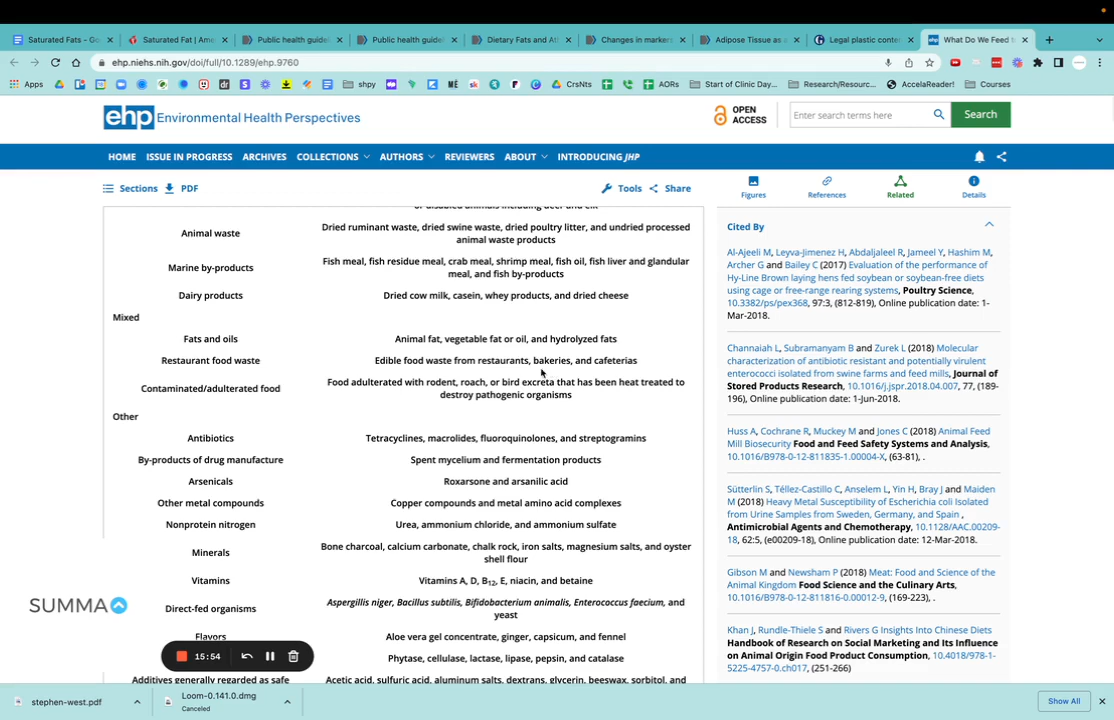 Saturated Fats - Go
Saturated Fat | Ame
Public health guide
Public health guide
Dietary Fats and Ath
Changes in markers
Adipose Tissue as a
Legal plastic conte
What Do We Feed t
ehp.niehs.nih.gov/doi/full/10.1289/ehp.9760
Apps
shpy
CrsNts
AORs
Start of Clinic Day...
Research/Resourc...
AccelaReader!
Courses
ehp Environmental Health Perspectives
OPEN
ACCESS
Enter search terms here
Search
HOME ISSUE IN PROGRESS ARCHIVES COLLECTIONS AUTHORS REVIEWERS ABOUT INTRODUCING JHP
Sections PDF Tools Share
Figures References Related Details
or disabled animals including deer and elk
Animal waste
Dried ruminant waste, dried swine waste, dried poultry litter, and undried processed
animal waste products
Marine by-products
Fish meal, fish residue meal, crab meal, shrimp meal, fish oil, fish liver and glandular
meal, and fish by-products
Dairy products
Dried cow milk, casein, whey products, and dried cheese
Mixed
Fats and oils
Animal fat, vegetable fat or oil, and hydrolyzed fats
Restaurant food waste
Edible food waste from restaurants, bakeries, and cafeterias
Contaminated/adulterated food
Food adulterated with rodent, roach, or bird excreta that has been heat treated to
destroy pathogenic organisms
Other
Antibiotics
Tetracyclines, macrolides, fluoroquinolones, and streptogramins
By-products of drug manufacture
Spent mycelium and fermentation products
Arsenicals
Roxarsone and arsanilic acid
Other metal compounds
Copper compounds and metal amino acid complexes
Nonprotein nitrogen
Urea, ammonium chloride, and ammonium sulfate
Minerals
Bone charcoal, calcium carbonate, chalk rock, iron salts, magnesium salts, and oyster
shell flour
Vitamins
Vitamins A, D, B12, E, niacin, and betaine
Direct-fed organisms
Aspergillis niger, Bacillus subtilis, Bifidobacterium animalis, Enterococcus faecium, and
yeast
Flavors
Aloe vera gel concentrate, ginger, capsicum, and fennel
Phytase, cellulase, lactase, lipase, pepsin, and catalase
Additives generally regarded as safe
Acetic acid, sulfuric acid, aluminum salts, dextrans, glycerin, beeswax, sorbitol, and
Cited By
Al-Ajeeli M, Leyva-Jimenez H, Abdaljaleel R, Jameel Y, Hashim M,
Archer G and Bailey C (2017) Evaluation of the performance of
Hy-Line Brown laying hens fed soybean or soybean-free diets
using cage or free-range rearing systems, Poultry Science,
10.3382/ps/pex368, 97:3, (812-819), Online publication date: 1-
Mar-2018.
Channaiah L, Subramanyam B and Zurek L (2018) Molecular
characterization of antibiotic resistant and potentially virulent
enterococci isolated from swine farms and feed mills, Journal of
Stored Products Research, 10.1016/j.jspr.2018.04.007, 77, (189-
196), Online publication date: 1-Jun-2018.
Huss A, Cochrane R, Muckey M and Jones C (2018) Animal Feed
Mill Biosecurity Food and Feed Safety Systems and Analysis,
10.1016/B978-0-12-811835-1.00004-X, (63-81), .
Sütterlin S, Téllez-Castillo C, Anselem L, Yin H, Bray J and Maiden
M (2018) Heavy Metal Susceptibility of Escherichia coli Isolated
from Urine Samples from Sweden, Germany, and Spain ,
Antimicrobial Agents and Chemotherapy, 10.1128/AAC.00209-
18, 62:5, (e00209-18), Online publication date: 12-Mar-2018.
Gibson M and Newsham P (2018) Meat: Food and Science of the
Animal Kingdom Food Science and the Culinary Arts,
10.1016/B978-0-12-811816-0.00012-9, (169-223), .
Khan J, Rundle-Thiele S and Rivers G Insights Into Chinese Diets
Handbook of Research on Social Marketing and Its Influence
on Animal Origin Food Product Consumption, 10.4018/978-1-
5225-4757-0.ch017, (251-266)
SUMMA
15:54
stephen-west.pdf
Loom-0.141.0.dmg
Canceled
Show All